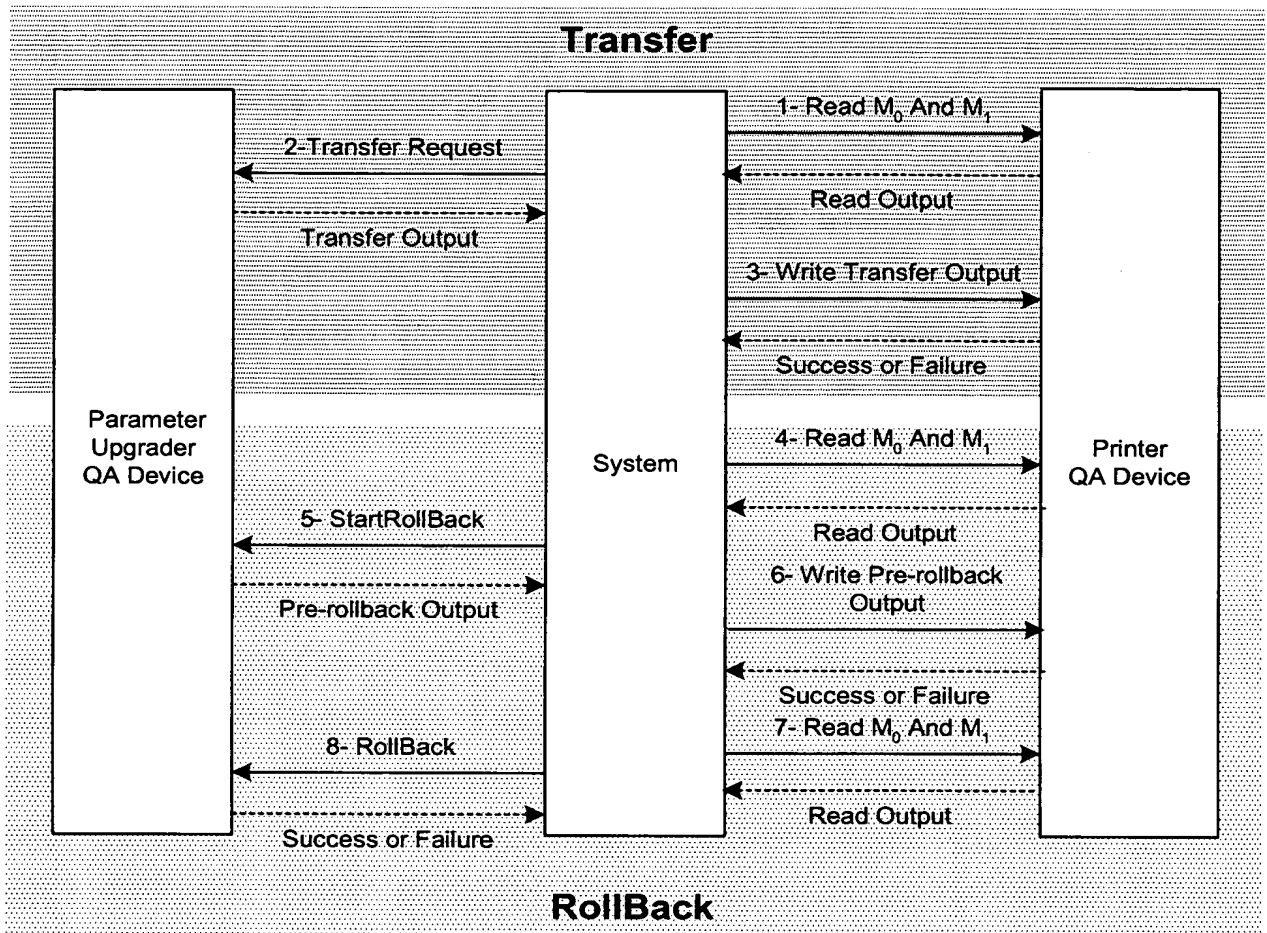 Transfer
1- Read M₀ And M₁
2-Transfer Request
Read Output
Transfer Output
3- Write Transfer Output
Success or Failure
Parameter
Upgrader
QA Device
System
Printer
QA Device
4- Read M₀ And M₁
5- StartRollBack
Read Output
6- Write Pre-rollback
Output
Pre-rollback Output
Success or Failure
7- Read M₀ And M₁
8- RollBack
Read Output
Success or Failure
RollBack